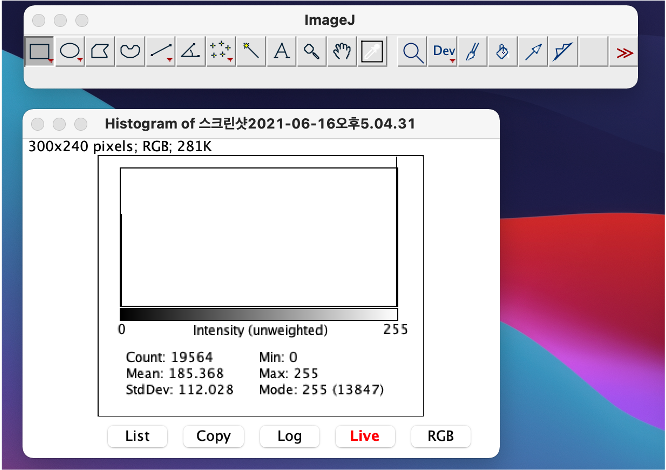 ImageJ
A Dev >>
Histogram of 스크린샷2021-06-16오후5.04.31
300x240 pixels; RGB; 281K
0 Intensity (unweighted) 255
Count: 19564 Min: 0
Mean: 185.368 Max: 255
StdDev: 112.028 Mode: 255 (13847)
List Copy Log Live RGB